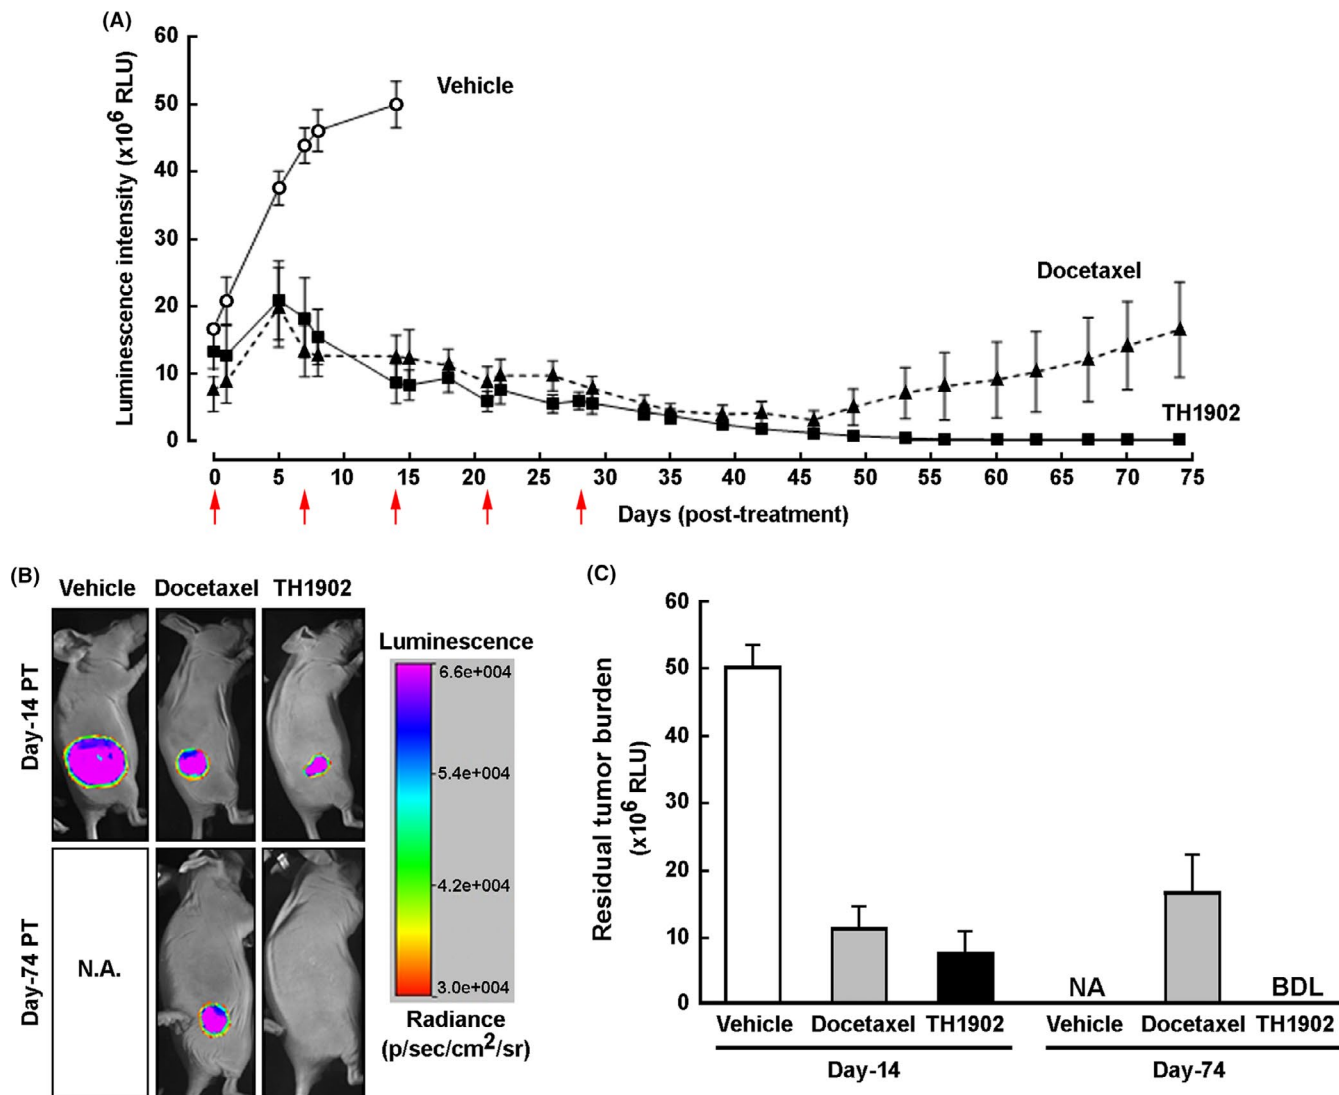 (A)
Luminescence intensity (x10⁶ RLU)
60
50
40
30
20
10
0
Vehicle
Docetaxel
TH1902
0 5 10 15 20 25 30 35 40 45 50 55 60 65 70 75
Days (post-treatment)
(B)
Vehicle Docetaxel TH1902
Day-14 PT
Day-74 PT
N.A.
Luminescence
6.6e+004
5.4e+004
4.2e+004
3.0e+004
Radiance
(p/sec/cm²/sr)
(C)
Residual tumor burden
(x10⁶ RLU)
60
50
40
30
20
10
0
NA
BDL
Vehicle Docetaxel TH1902 Vehicle Docetaxel TH1902
Day-14 Day-74